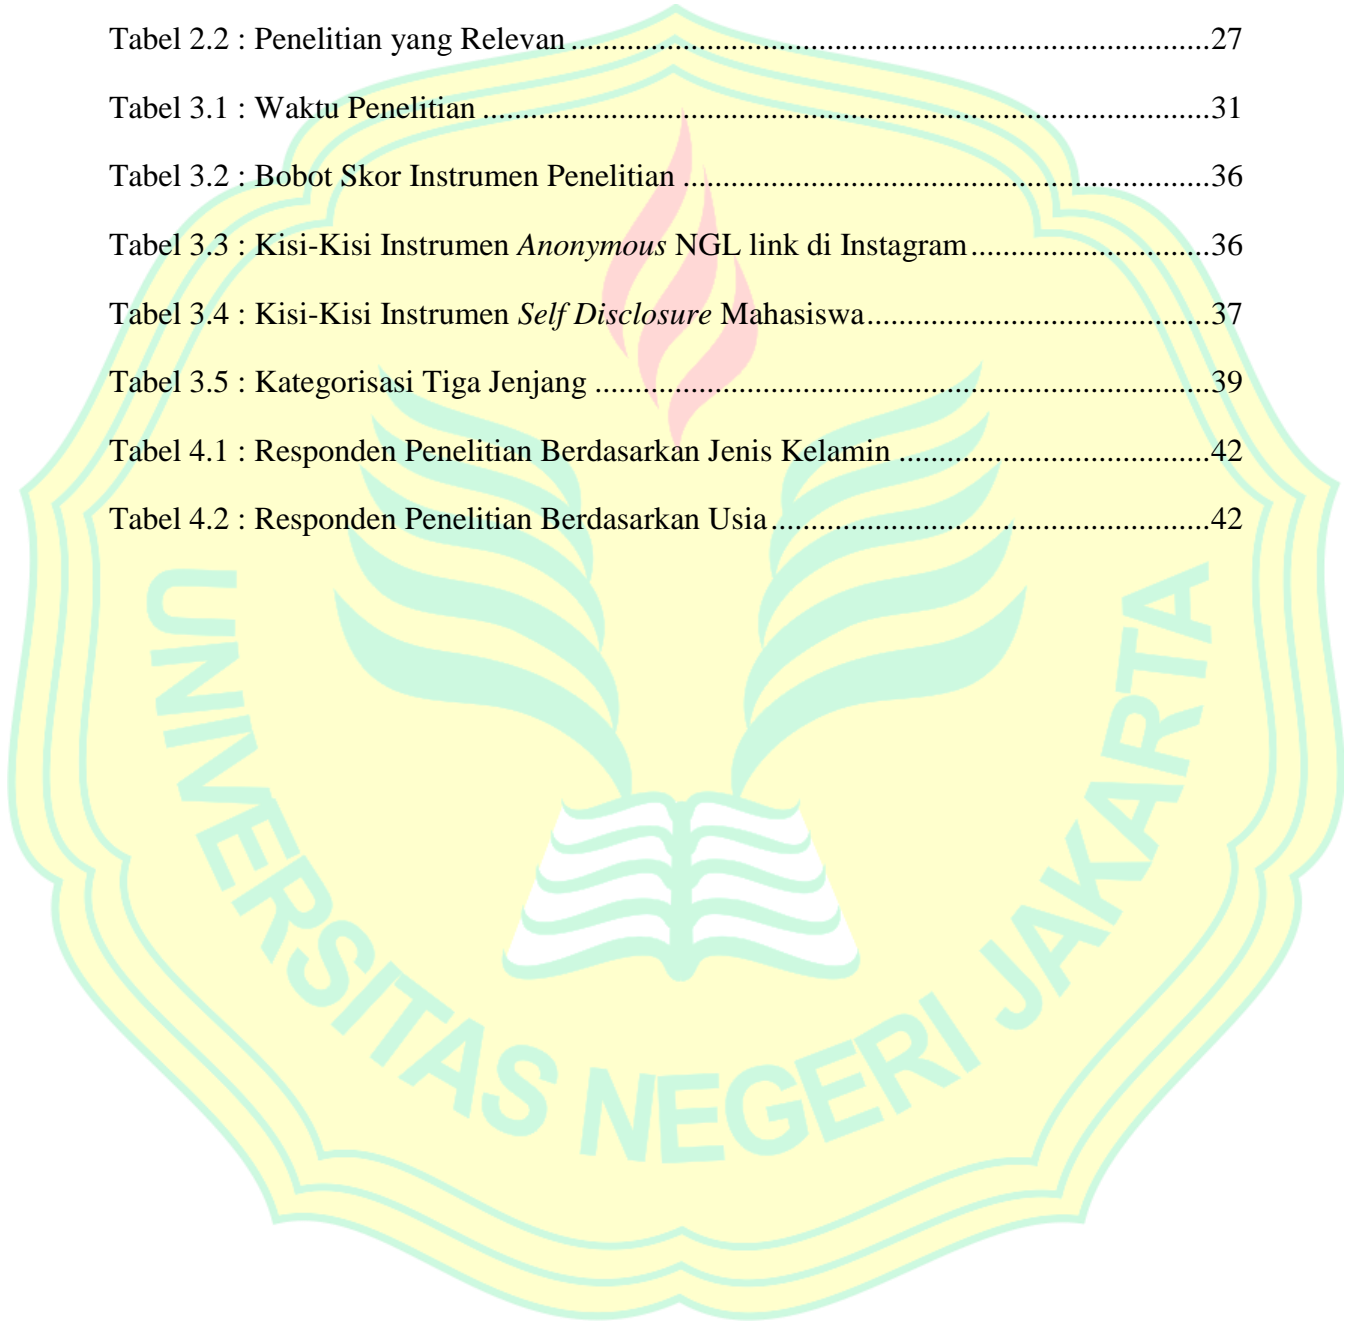 Tabel 2.2 : Penelitian yang Relevan ..............................................................................27
Tabel 3.1 : Waktu Penelitian .........................................................................................31
Tabel 3.2 : Bobot Skor Instrumen Penelitian ................................................................36
Tabel 3.3 : Kisi-Kisi Instrumen Anonymous NGL link di Instagram .............................36
Tabel 3.4 : Kisi-Kisi Instrumen Self Disclosure Mahasiswa ..........................................37
Tabel 3.5 : Kategorisasi Tiga Jenjang ...........................................................................39
Tabel 4.1 : Responden Penelitian Berdasarkan Jenis Kelamin ......................................42
Tabel 4.2 : Responden Penelitian Berdasarkan Usia ......................................................42
UNIVERSITAS NEGERI JAKARTA